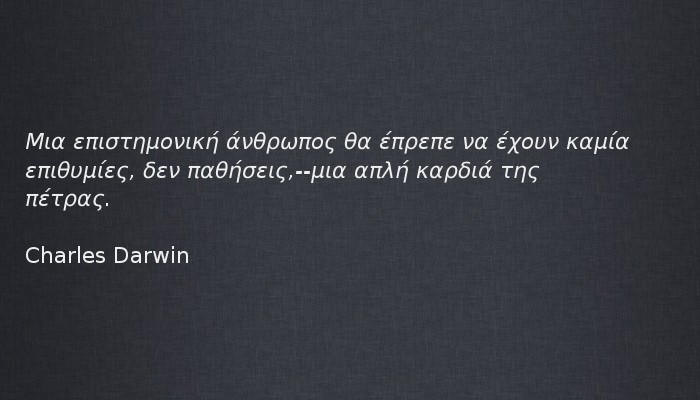 Μια επιστημονική άνθρωπος θα έπρεπε να έχουν καμία
επιθυμίες, δεν παθήσεις,--μια απλή καρδιά της
πέτρας.
Charles Darwin